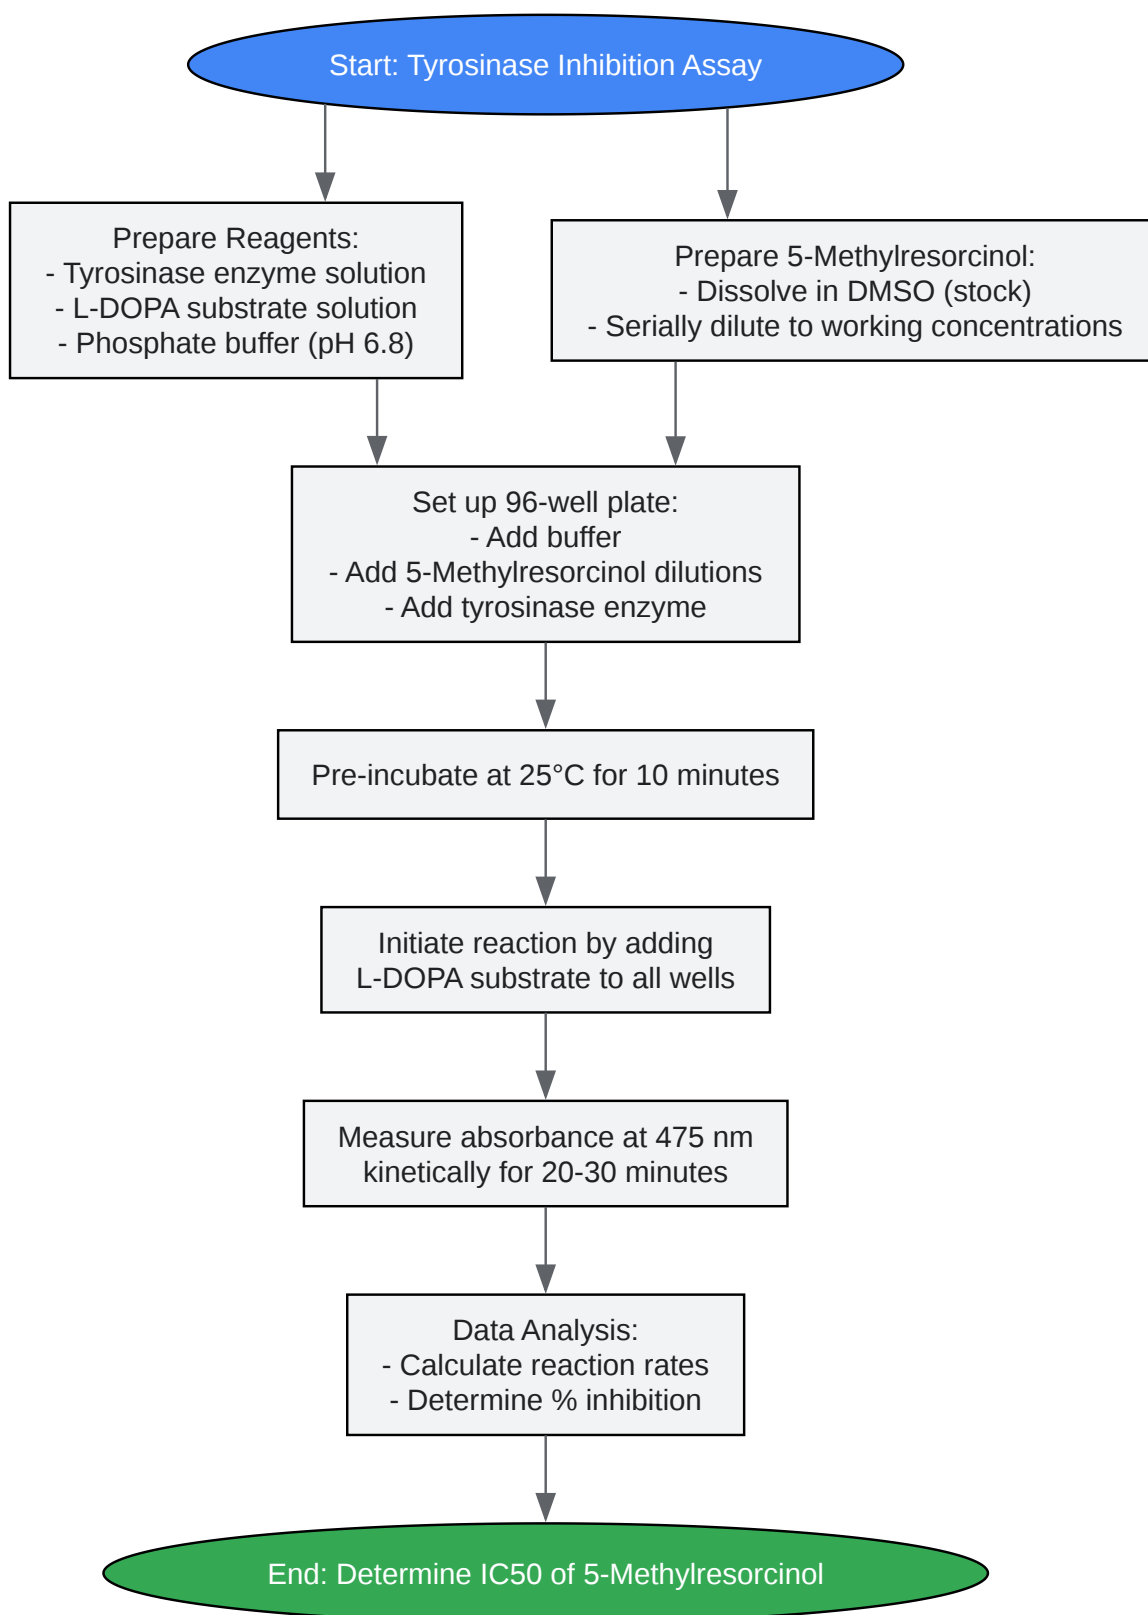 Start: Tyrosinase Inhibition Assay
Prepare Reagents:
- Tyrosinase enzyme solution
- L-DOPA substrate solution
- Phosphate buffer (pH 6.8)
Prepare 5-Methylresorcinol:
- Dissolve in DMSO (stock)
- Serially dilute to working concentrations
Set up 96-well plate:
- Add buffer
- Add 5-Methylresorcinol dilutions
- Add tyrosinase enzyme
Pre-incubate at 25°C for 10 minutes
Initiate reaction by adding
L-DOPA substrate to all wells
Measure absorbance at 475 nm
kinetically for 20-30 minutes
Data Analysis:
- Calculate reaction rates
- Determine % inhibition
End: Determine IC50 of 5-Methylresorcinol